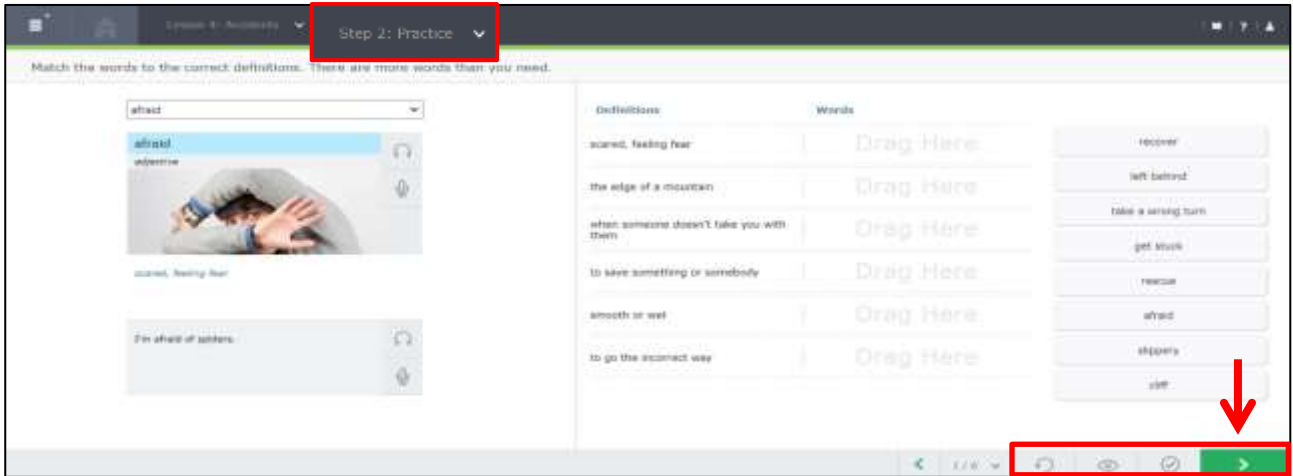 Lesson 4: Accidents
Step 2: Practice
?
Match the words to the correct definitions. There are more words than you need.
afraid
afraid
adjective
scared, feeling fear
I'm afraid of spiders.
Definitions Words
scared, feeling fear Drag Here
the edge of a mountain Drag Here
when someone doesn't take you with
them
Drag Here
to save something or somebody Drag Here
smooth or wet Drag Here
to go the incorrect way Drag Here
recover
left behind
take a wrong turn
get stuck
rescue
afraid
slippery
cliff